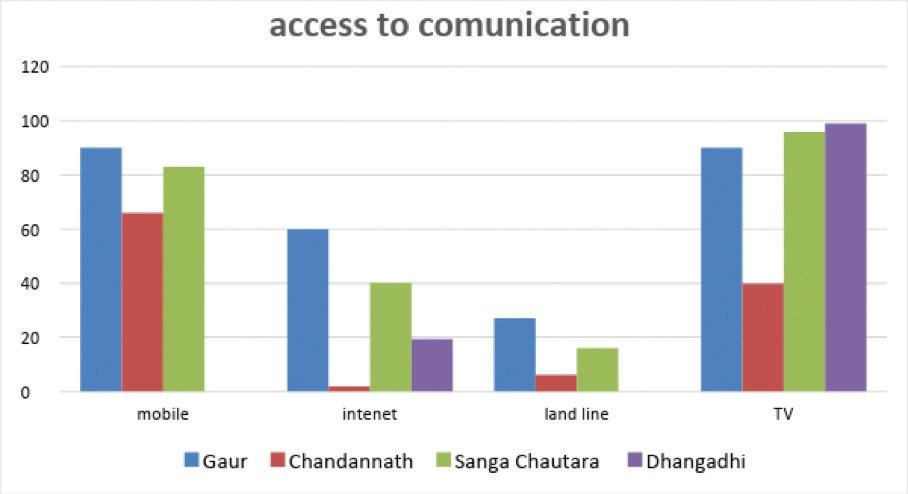 access to comunication
120
100
80
60
40
20
0
mobile intenet land line TV
Gaur Chandannath Sanga Chautara Dhangadhi